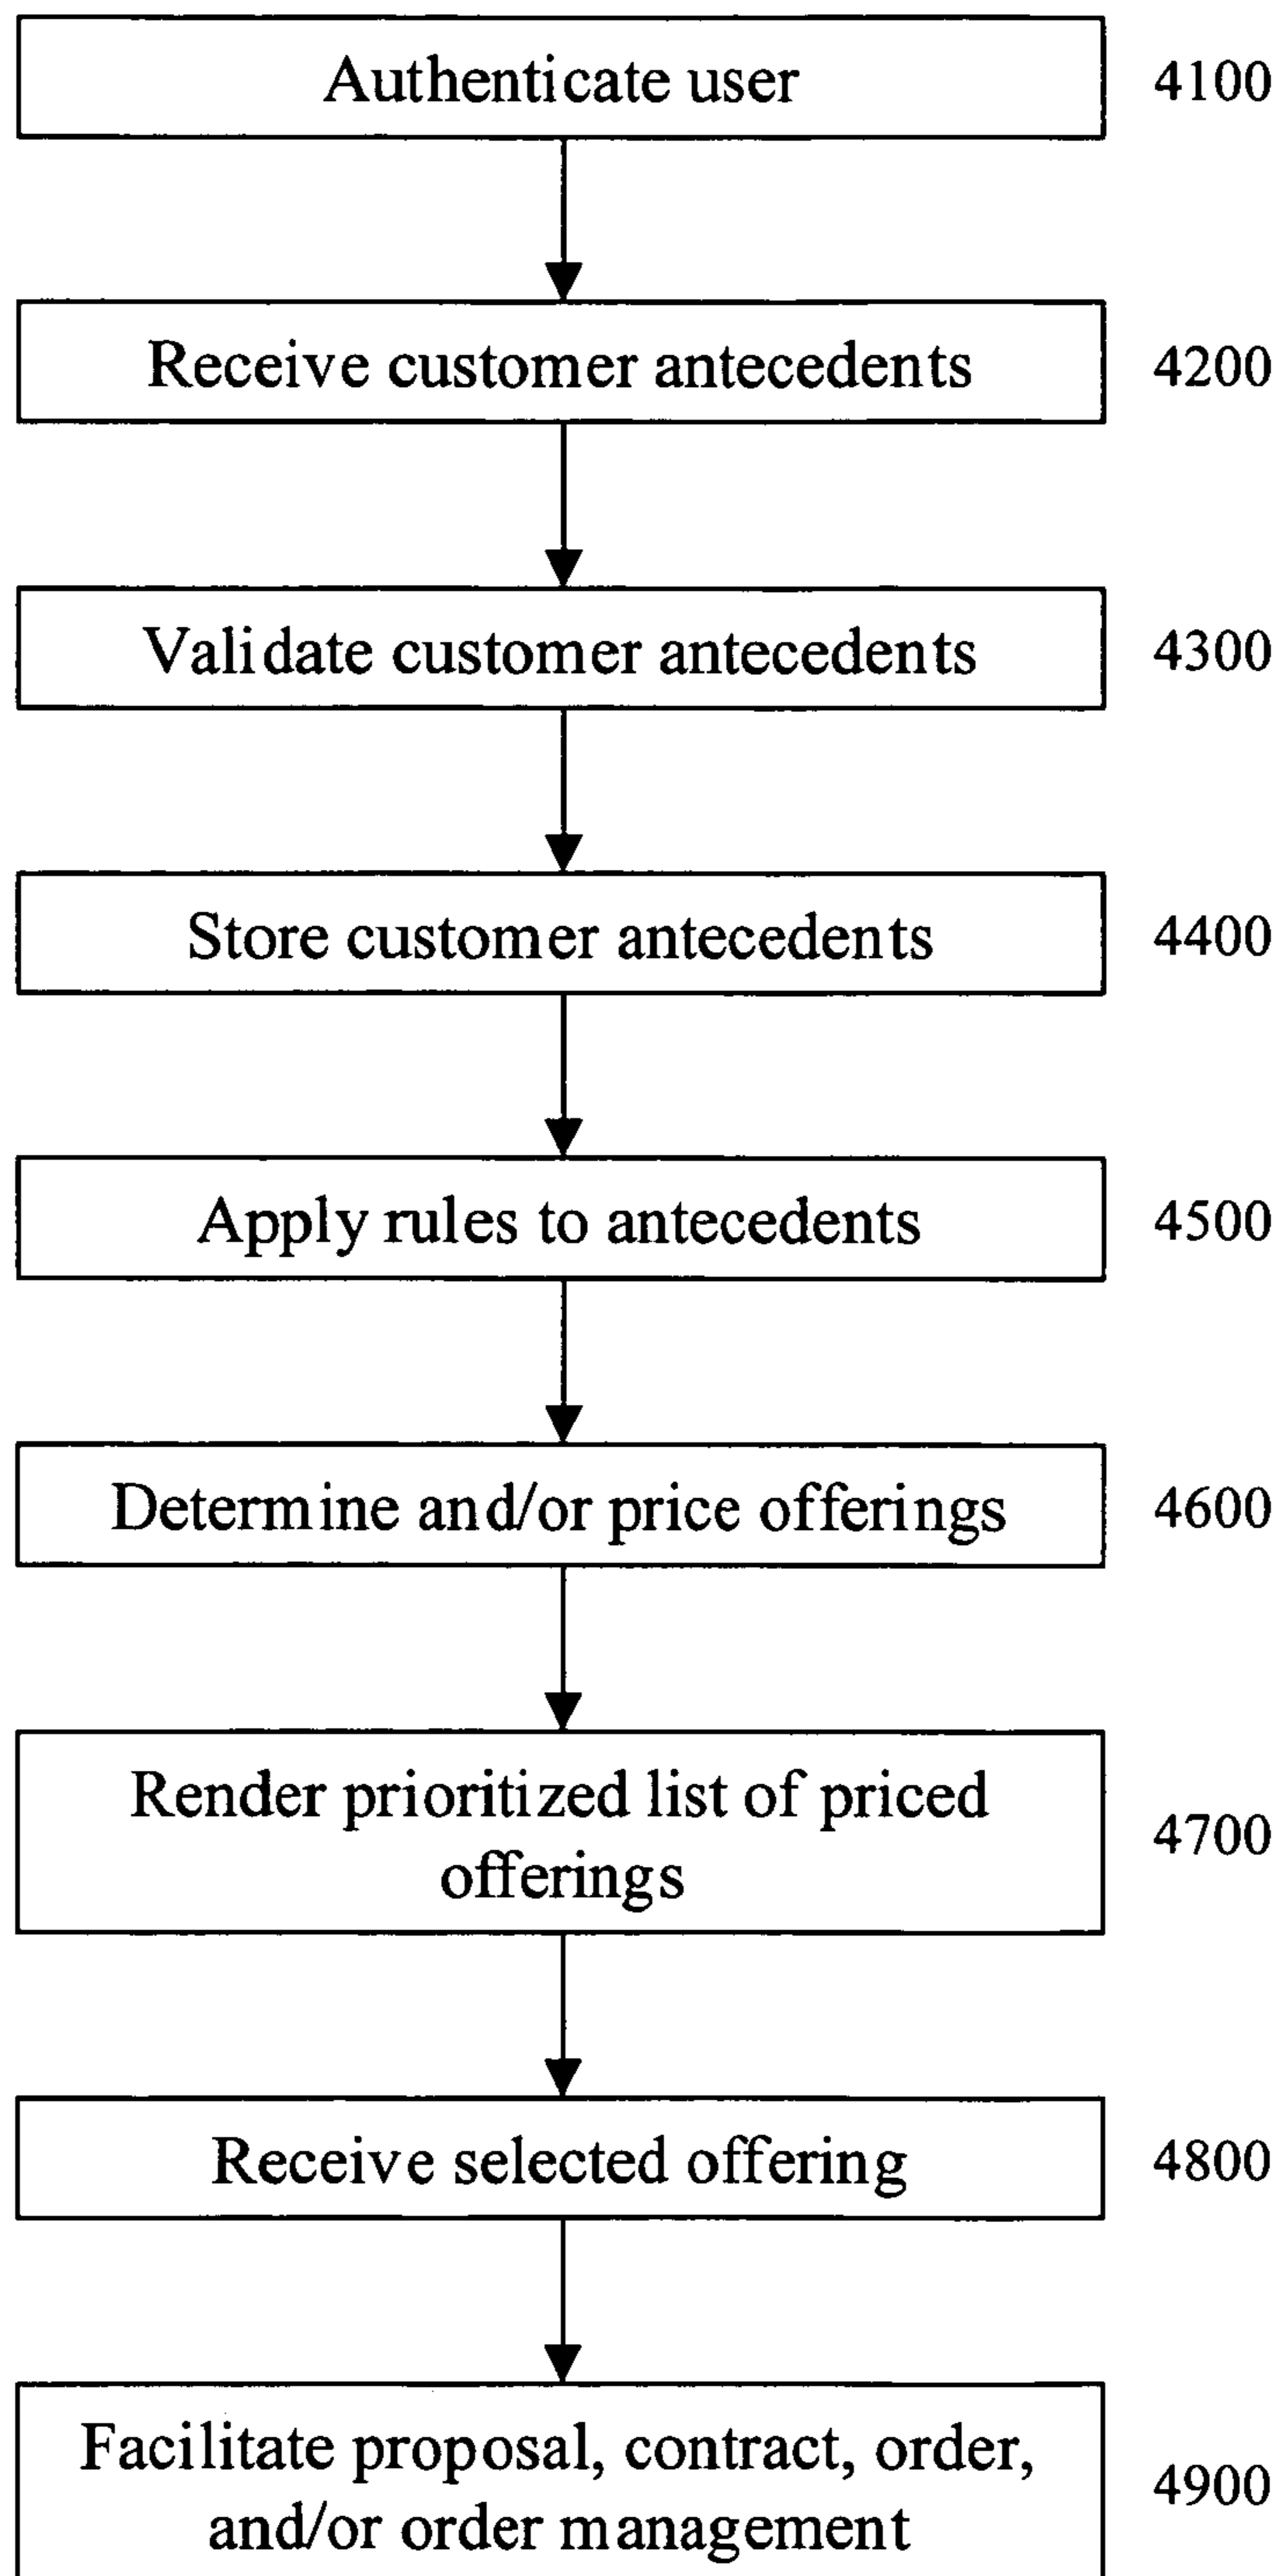 Authenticate user 4100
Receive customer antecedents 4200
Validate customer antecedents 4300
Store customer antecedents 4400
Apply rules to antecedents 4500
Determine and/or price offerings 4600
Render prioritized list of priced
offerings
4700
Receive selected offering 4800
Facilitate proposal, contract, order,
and/or order management
4900